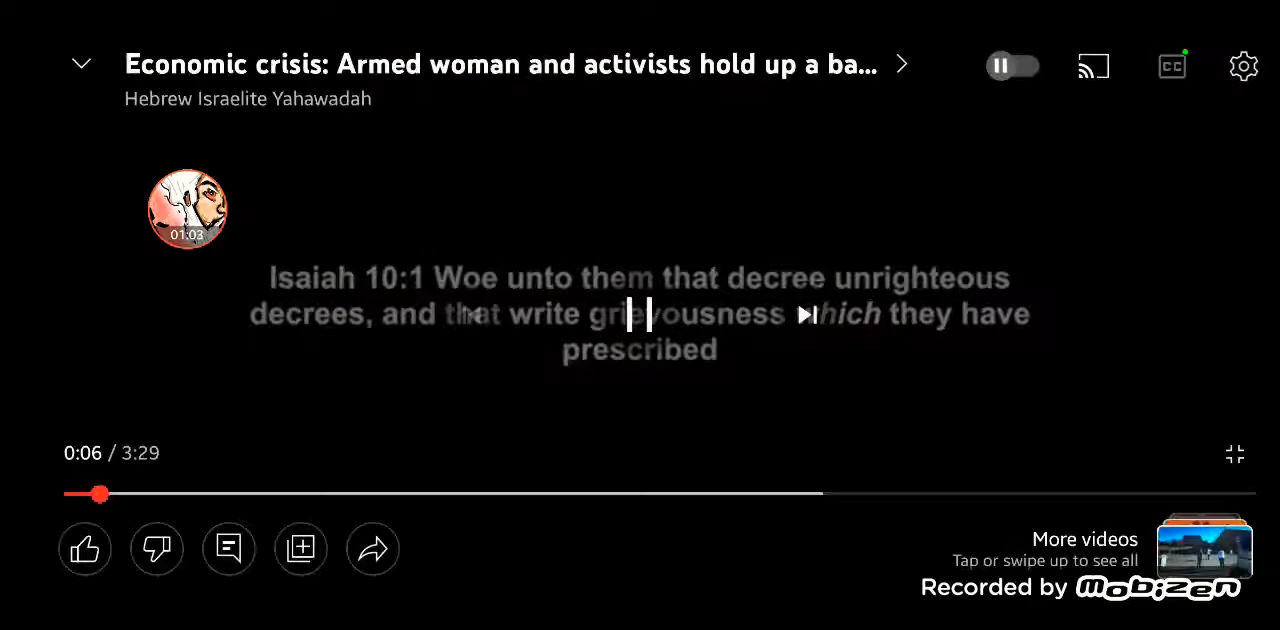 Economic crisis: Armed woman and activists hold up a ba...
Hebrew Israelite Yahawadah
CC
01:03
Isaiah 10:1 Woe unto them that decree unrighteous
decrees, and that write grievousness which they have
prescribed
0:06 / 3:29
More videos
Tap or swipe up to see all
Recorded by Mobizen